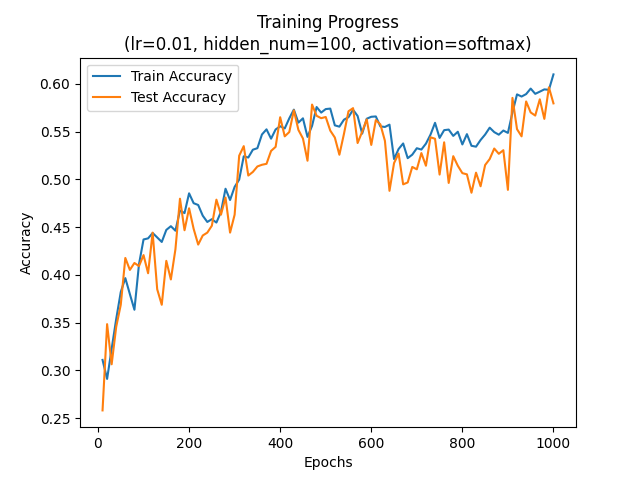 Training Progress
(lr=0.01, hidden_num=100, activation=softmax)
Train Accuracy
Test Accuracy
0.60
0.55
0.50
0.45
0.40
0.35
0.30
0.25
Accuracy
0
200
400
600
800
1000
Epochs